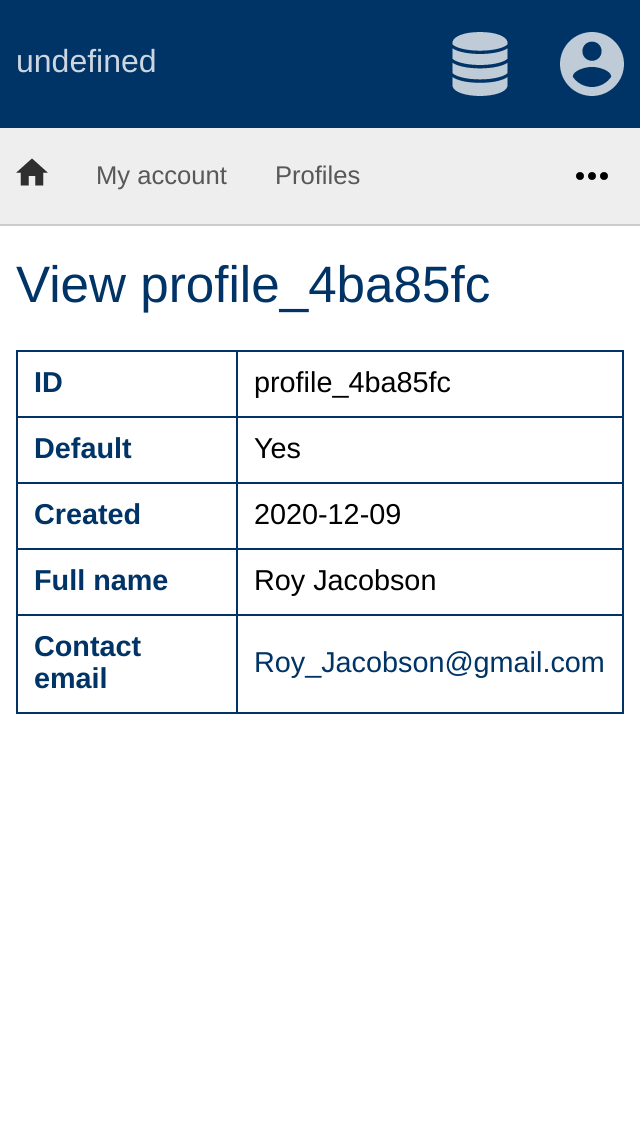 undefined
My account Profiles
View profile_4ba85fc
ID profile_4ba85fc
Default Yes
Created 2020-12-09
Full name Roy Jacobson
Contact
email
Roy_Jacobson@gmail.com